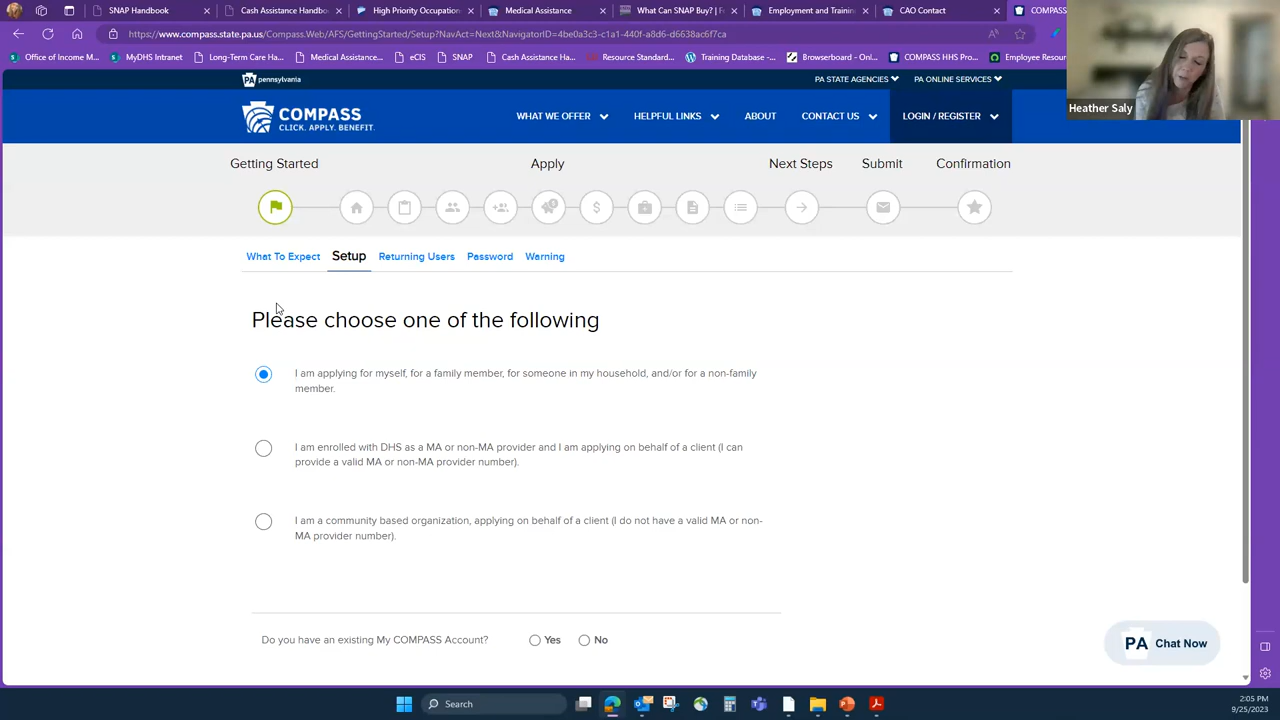 SNAP Handbook
Cash Assistance Handb
High Priority Occupation
Medical Assistance
What Can SNAP Buy? | F
Employment and Trainin
CAO Contact
COMPASS
https://www.compass.state.pa.us/Compass.Web/AFS/GettingStarted/Setup?NavAct=Next&NavigatorID=4be0a3c3-c1a1-440f-a8d6-d6638ac6f7ca
Office of Income M...
MyDHS Intranet
Long-Term Care Ha...
Medical Assistance...
eCIS
SNAP
Cash Assistance Ha...
Resource Standard...
Training Database -...
Browserboard - Onl...
COMPASS HHS Pro...
Employee Resource
Heather Saly
PA pennsylvania
PA STATE AGENCIES
PA ONLINE SERVICES
COMPASS
CLICK. APPLY. BENEFIT.
WHAT WE OFFER
HELPFUL LINKS
ABOUT
CONTACT US
LOGIN / REGISTER
Getting Started
Apply
Next Steps
Submit
Confirmation
$
What To Expect
Setup
Returning Users
Password
Warning
Please choose one of the following
I am applying for myself, for a family member, for someone in my household, and/or for a non-family
member.
I am enrolled with DHS as a MA or non-MA provider and I am applying on behalf of a client (I can
provide a valid MA or non-MA provider number).
I am a community based organization, applying on behalf of a client (I do not have a valid MA or non-
MA provider number).
Do you have an existing My COMPASS Account?
Yes
No
PA Chat Now
Search
2:05 PM
9/25/2023